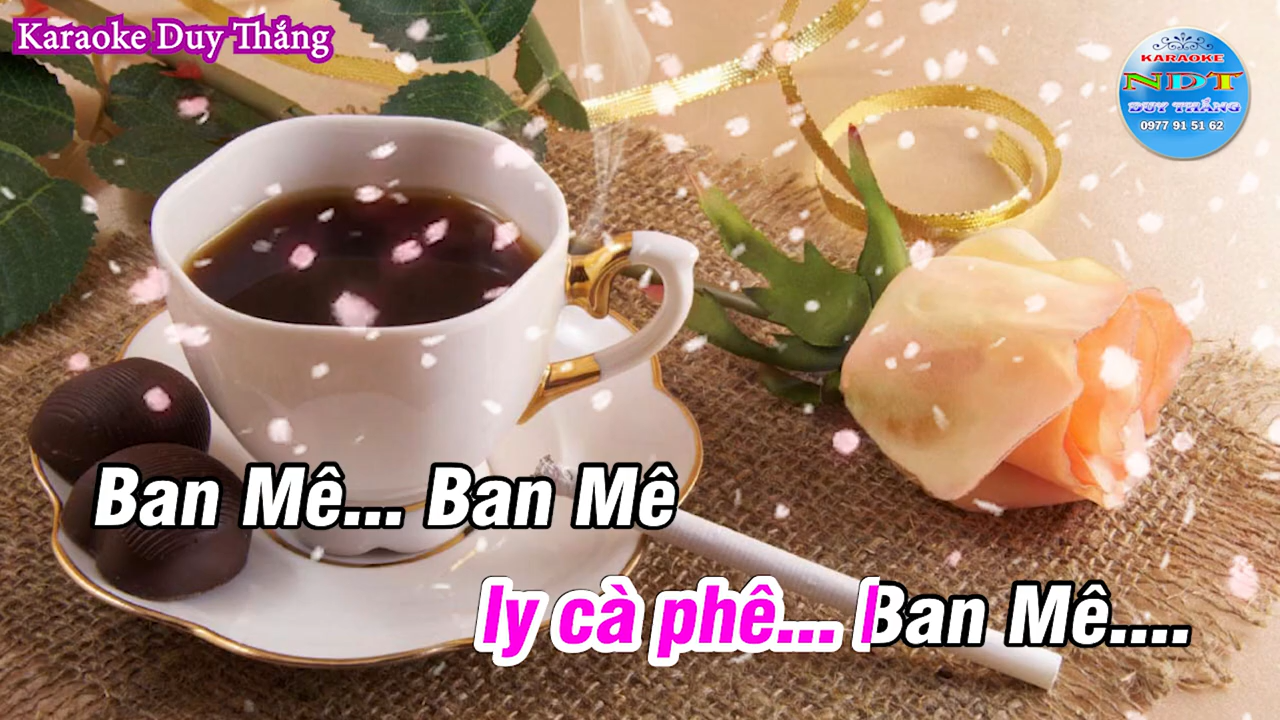 Karaoke Duy Thắng
KARAOKE
NDT
DUY THẮNG
0977 91 51 62
Ban Mê... Ban Mê
ly cà phê... Ban Mê....